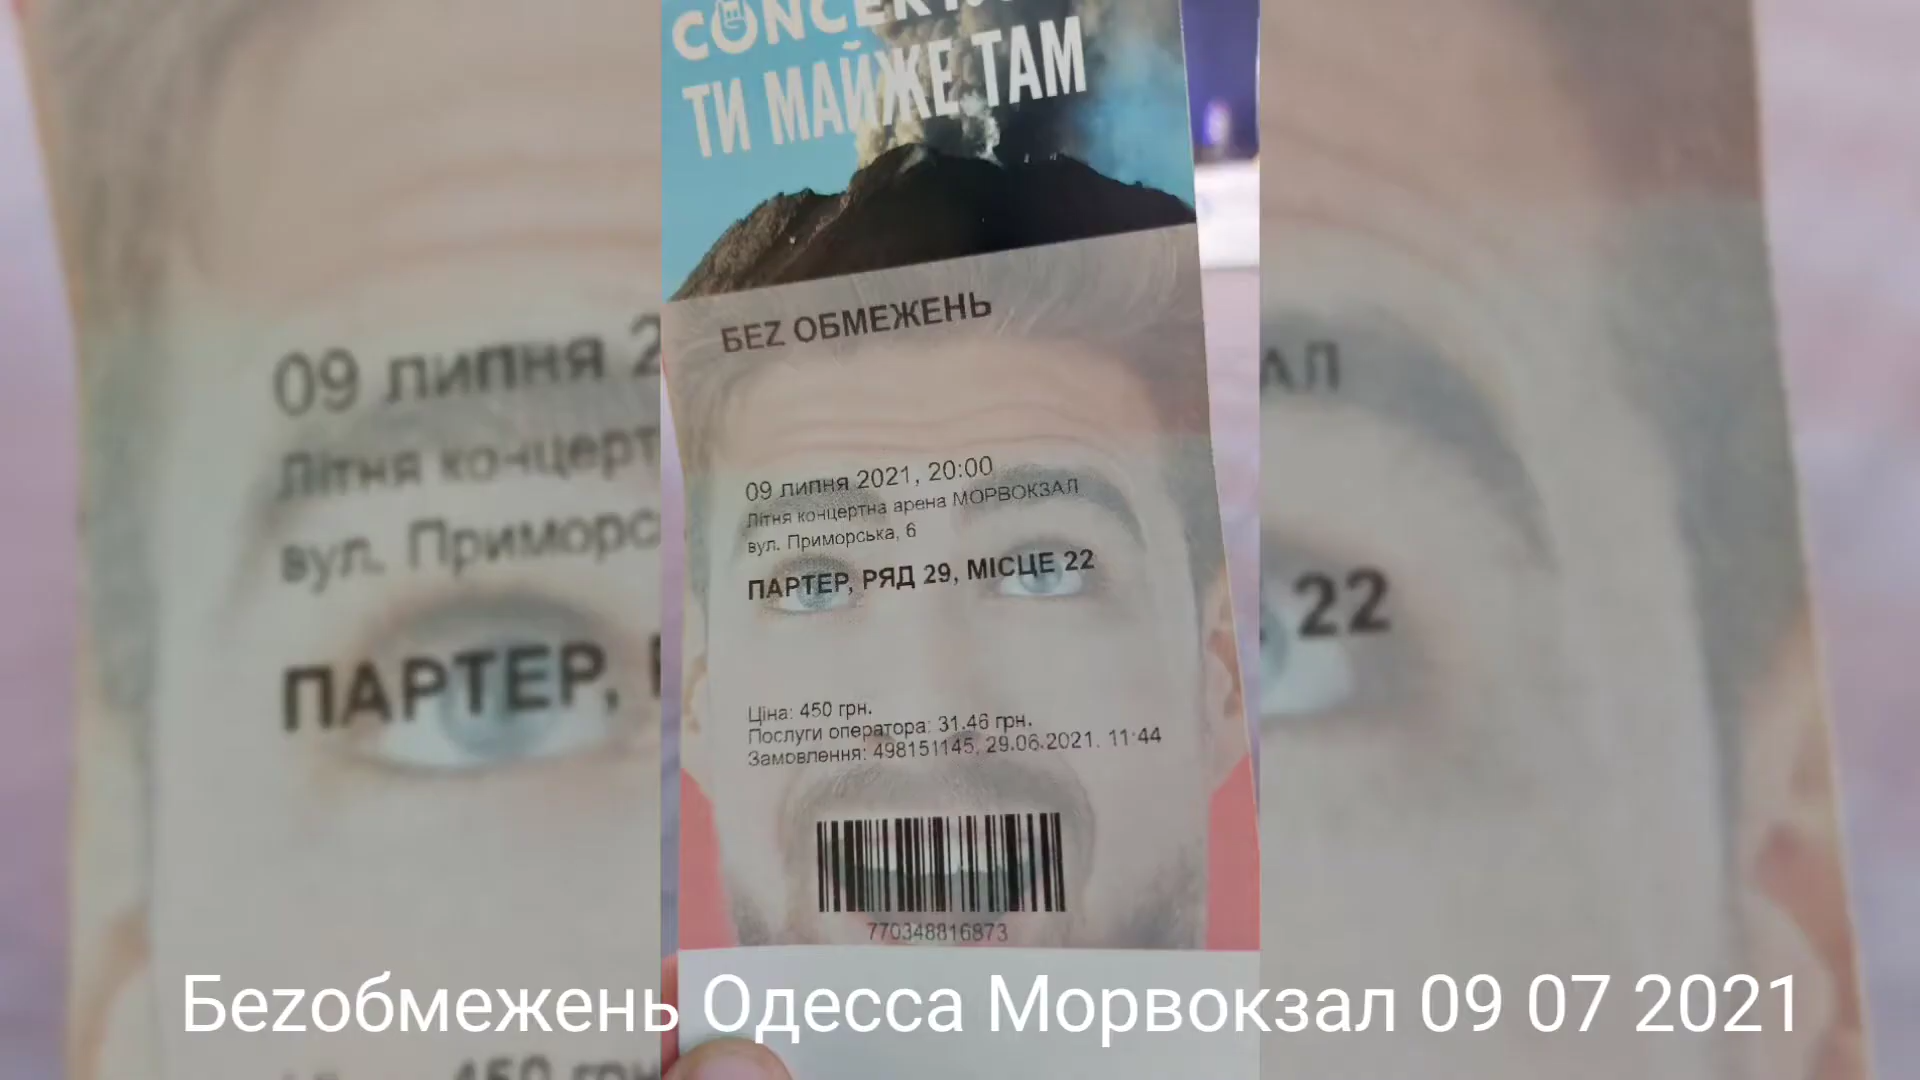 ТИ МАЙЖЕ ТАМ
БЕZ ОБМЕЖЕНЬ
09 липня 2021, 20:00
Літня концертна арена МОРВОКЗАЛ
вул. Приморська, 6
ПАРТЕР, РЯД 29, МІСЦЕ 22
Ціна: 450 грн.
Послуги оператора: 31.46 грн.
Замовлення: 498151145, 29.06.2021. 11:44
770348816873
Беzобмежень Одесса Морвокзал 09 07 2021